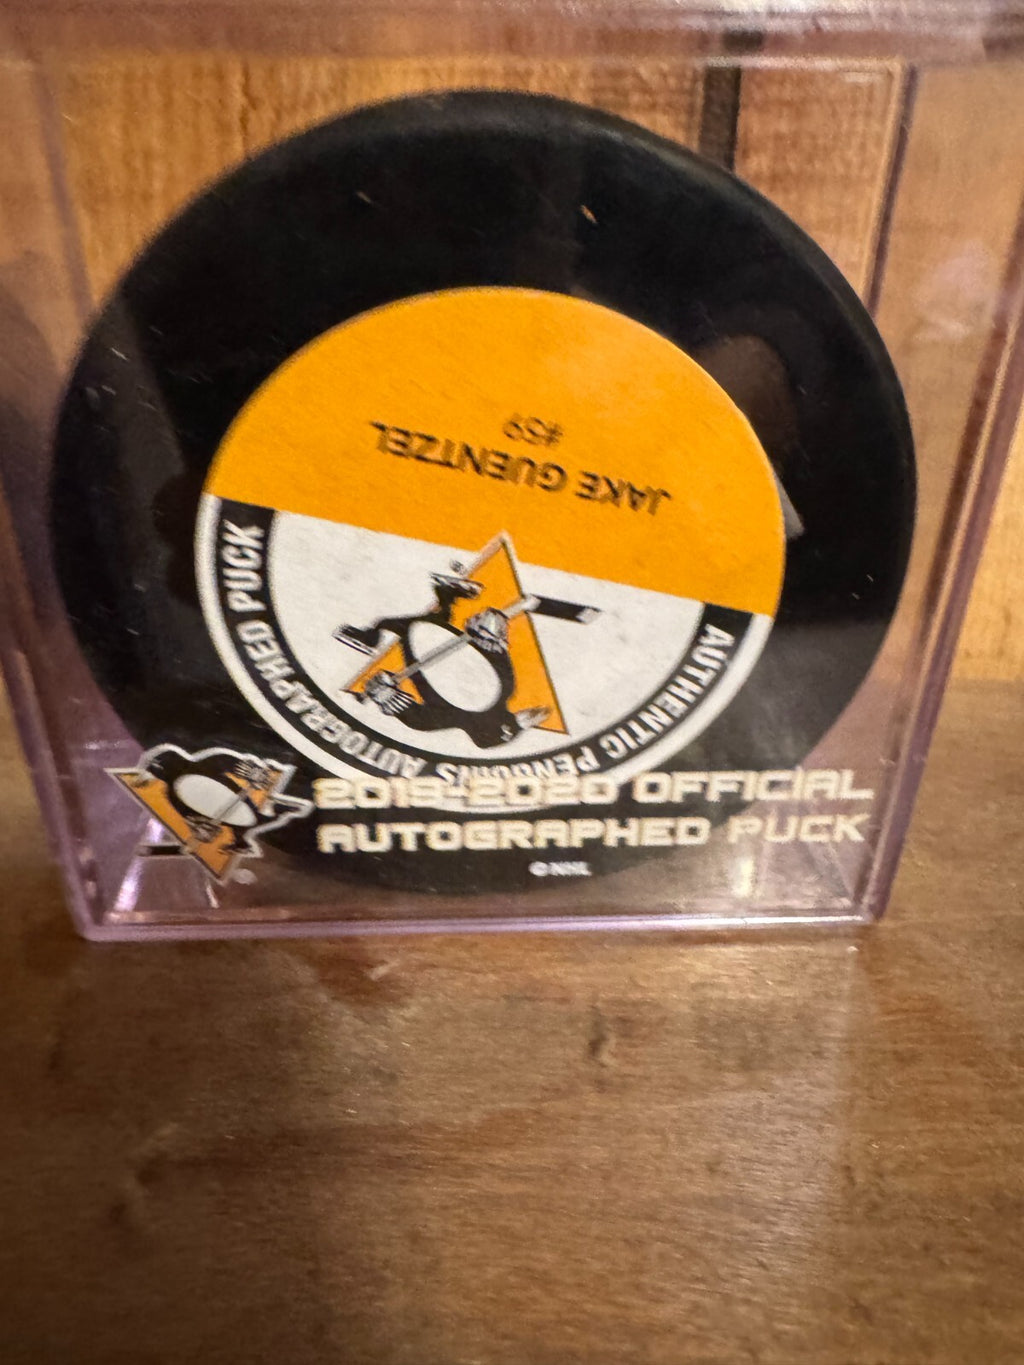 JAKE GUENTZEL
#59
AUTHENTIC PENGUINS AUTOGRAPHED PUCK
2019-2020 OFFICIAL
AUTOGRAPHED PUCK
© NHL